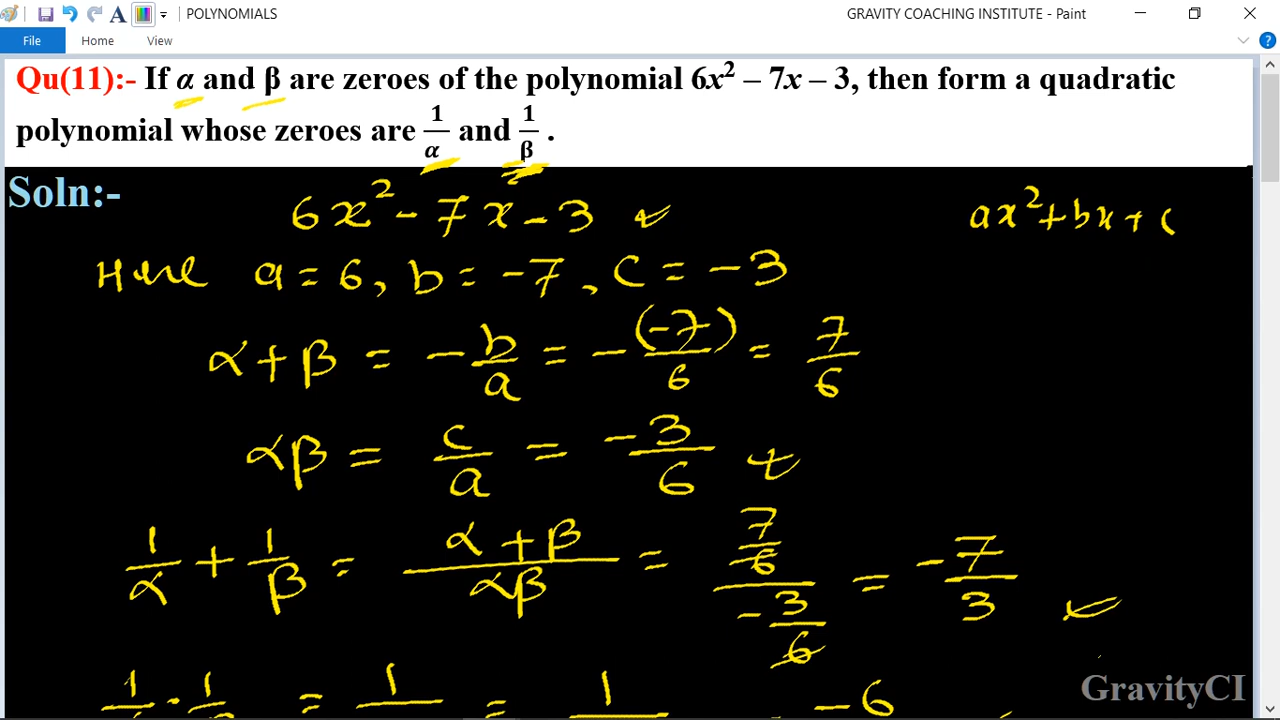 POLYNOMIALS
GRAVITY COACHING INSTITUTE - Paint
File Home View
Qu(11):- If α and β are zeroes of the polynomial 6x² – 7x – 3, then form a quadratic
polynomial whose zeroes are 1/α and 1/β .
Soln:-
6x² - 7x - 3
ax² + bx + c
Here a = 6, b = -7, c = -3
α + β = -b/a = -(-7)/6 = 7/6
αβ = c/a = -3/6
1/α + 1/β = (α + β)/αβ = (7/6)/(-3/6) = -7/3
GravityCI